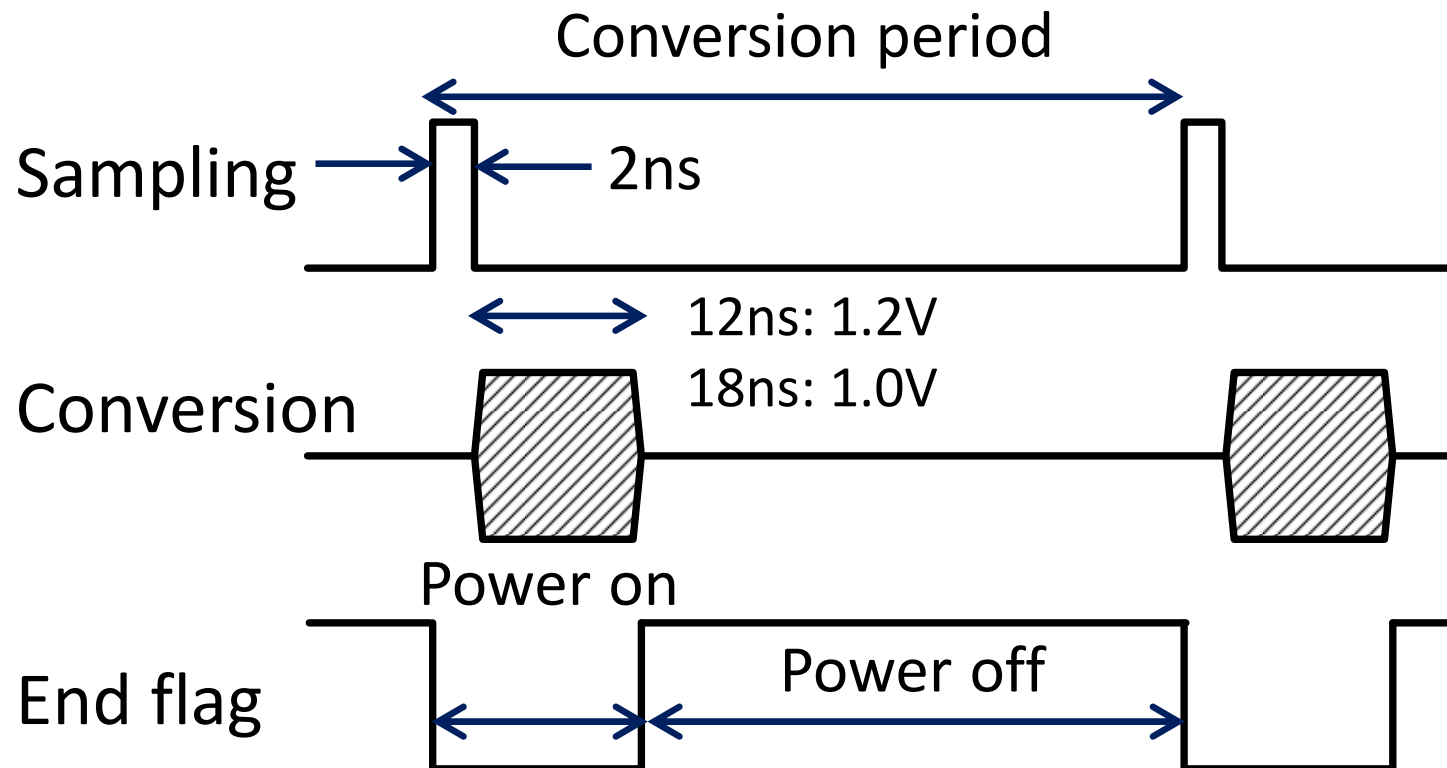 Conversion period
Sampling
2ns
12ns: 1.2V
18ns: 1.0V
Conversion
Power on
Power off
End flag